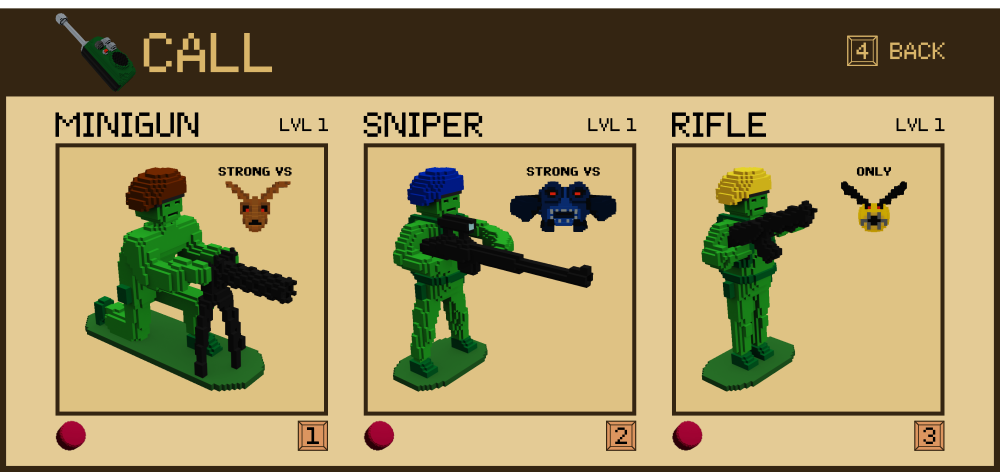 CALL
4 BACK
MINIGUN LVL 1
STRONG VS
1
SNIPER LVL 1
STRONG VS
2
RIFLE LVL 1
ONLY
3